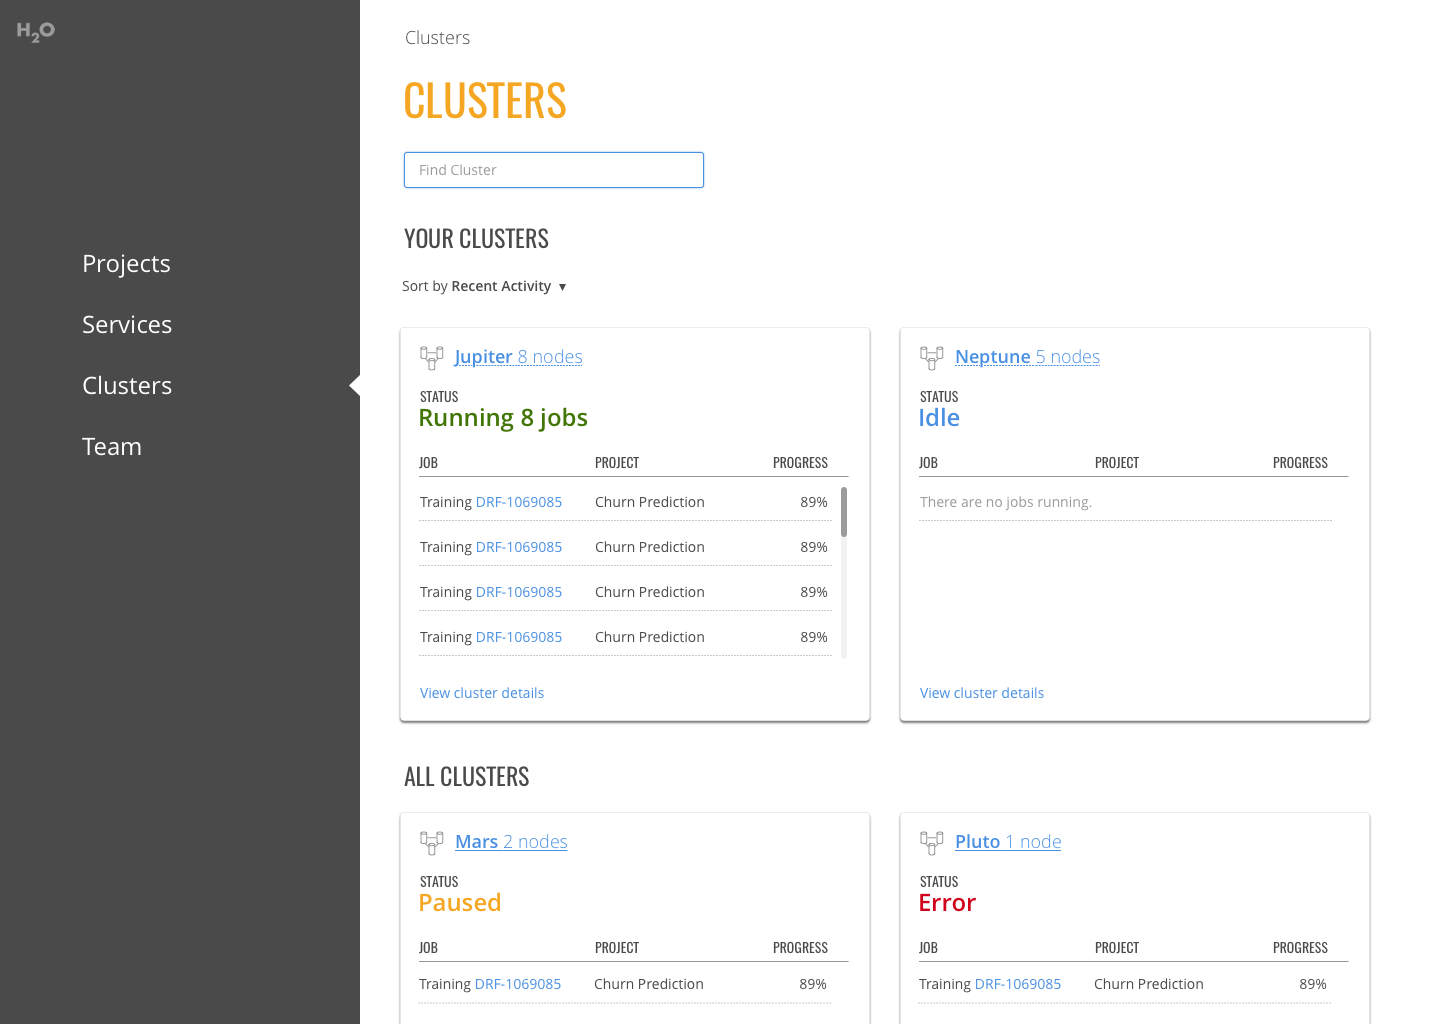 H2O
Projects
Services
Clusters
Team
Clusters
CLUSTERS
Find Cluster
YOUR CLUSTERS
Sort by Recent Activity ▼
Jupiter 8 nodes
STATUS
Running 8 jobs
JOB PROJECT PROGRESS
Training DRF-1069085 Churn Prediction 89%
Training DRF-1069085 Churn Prediction 89%
Training DRF-1069085 Churn Prediction 89%
Training DRF-1069085 Churn Prediction 89%
View cluster details
Neptune 5 nodes
STATUS
Idle
JOB PROJECT PROGRESS
There are no jobs running.
View cluster details
ALL CLUSTERS
Mars 2 nodes
STATUS
Paused
JOB PROJECT PROGRESS
Training DRF-1069085 Churn Prediction 89%
Pluto 1 node
STATUS
Error
JOB PROJECT PROGRESS
Training DRF-1069085 Churn Prediction 89%